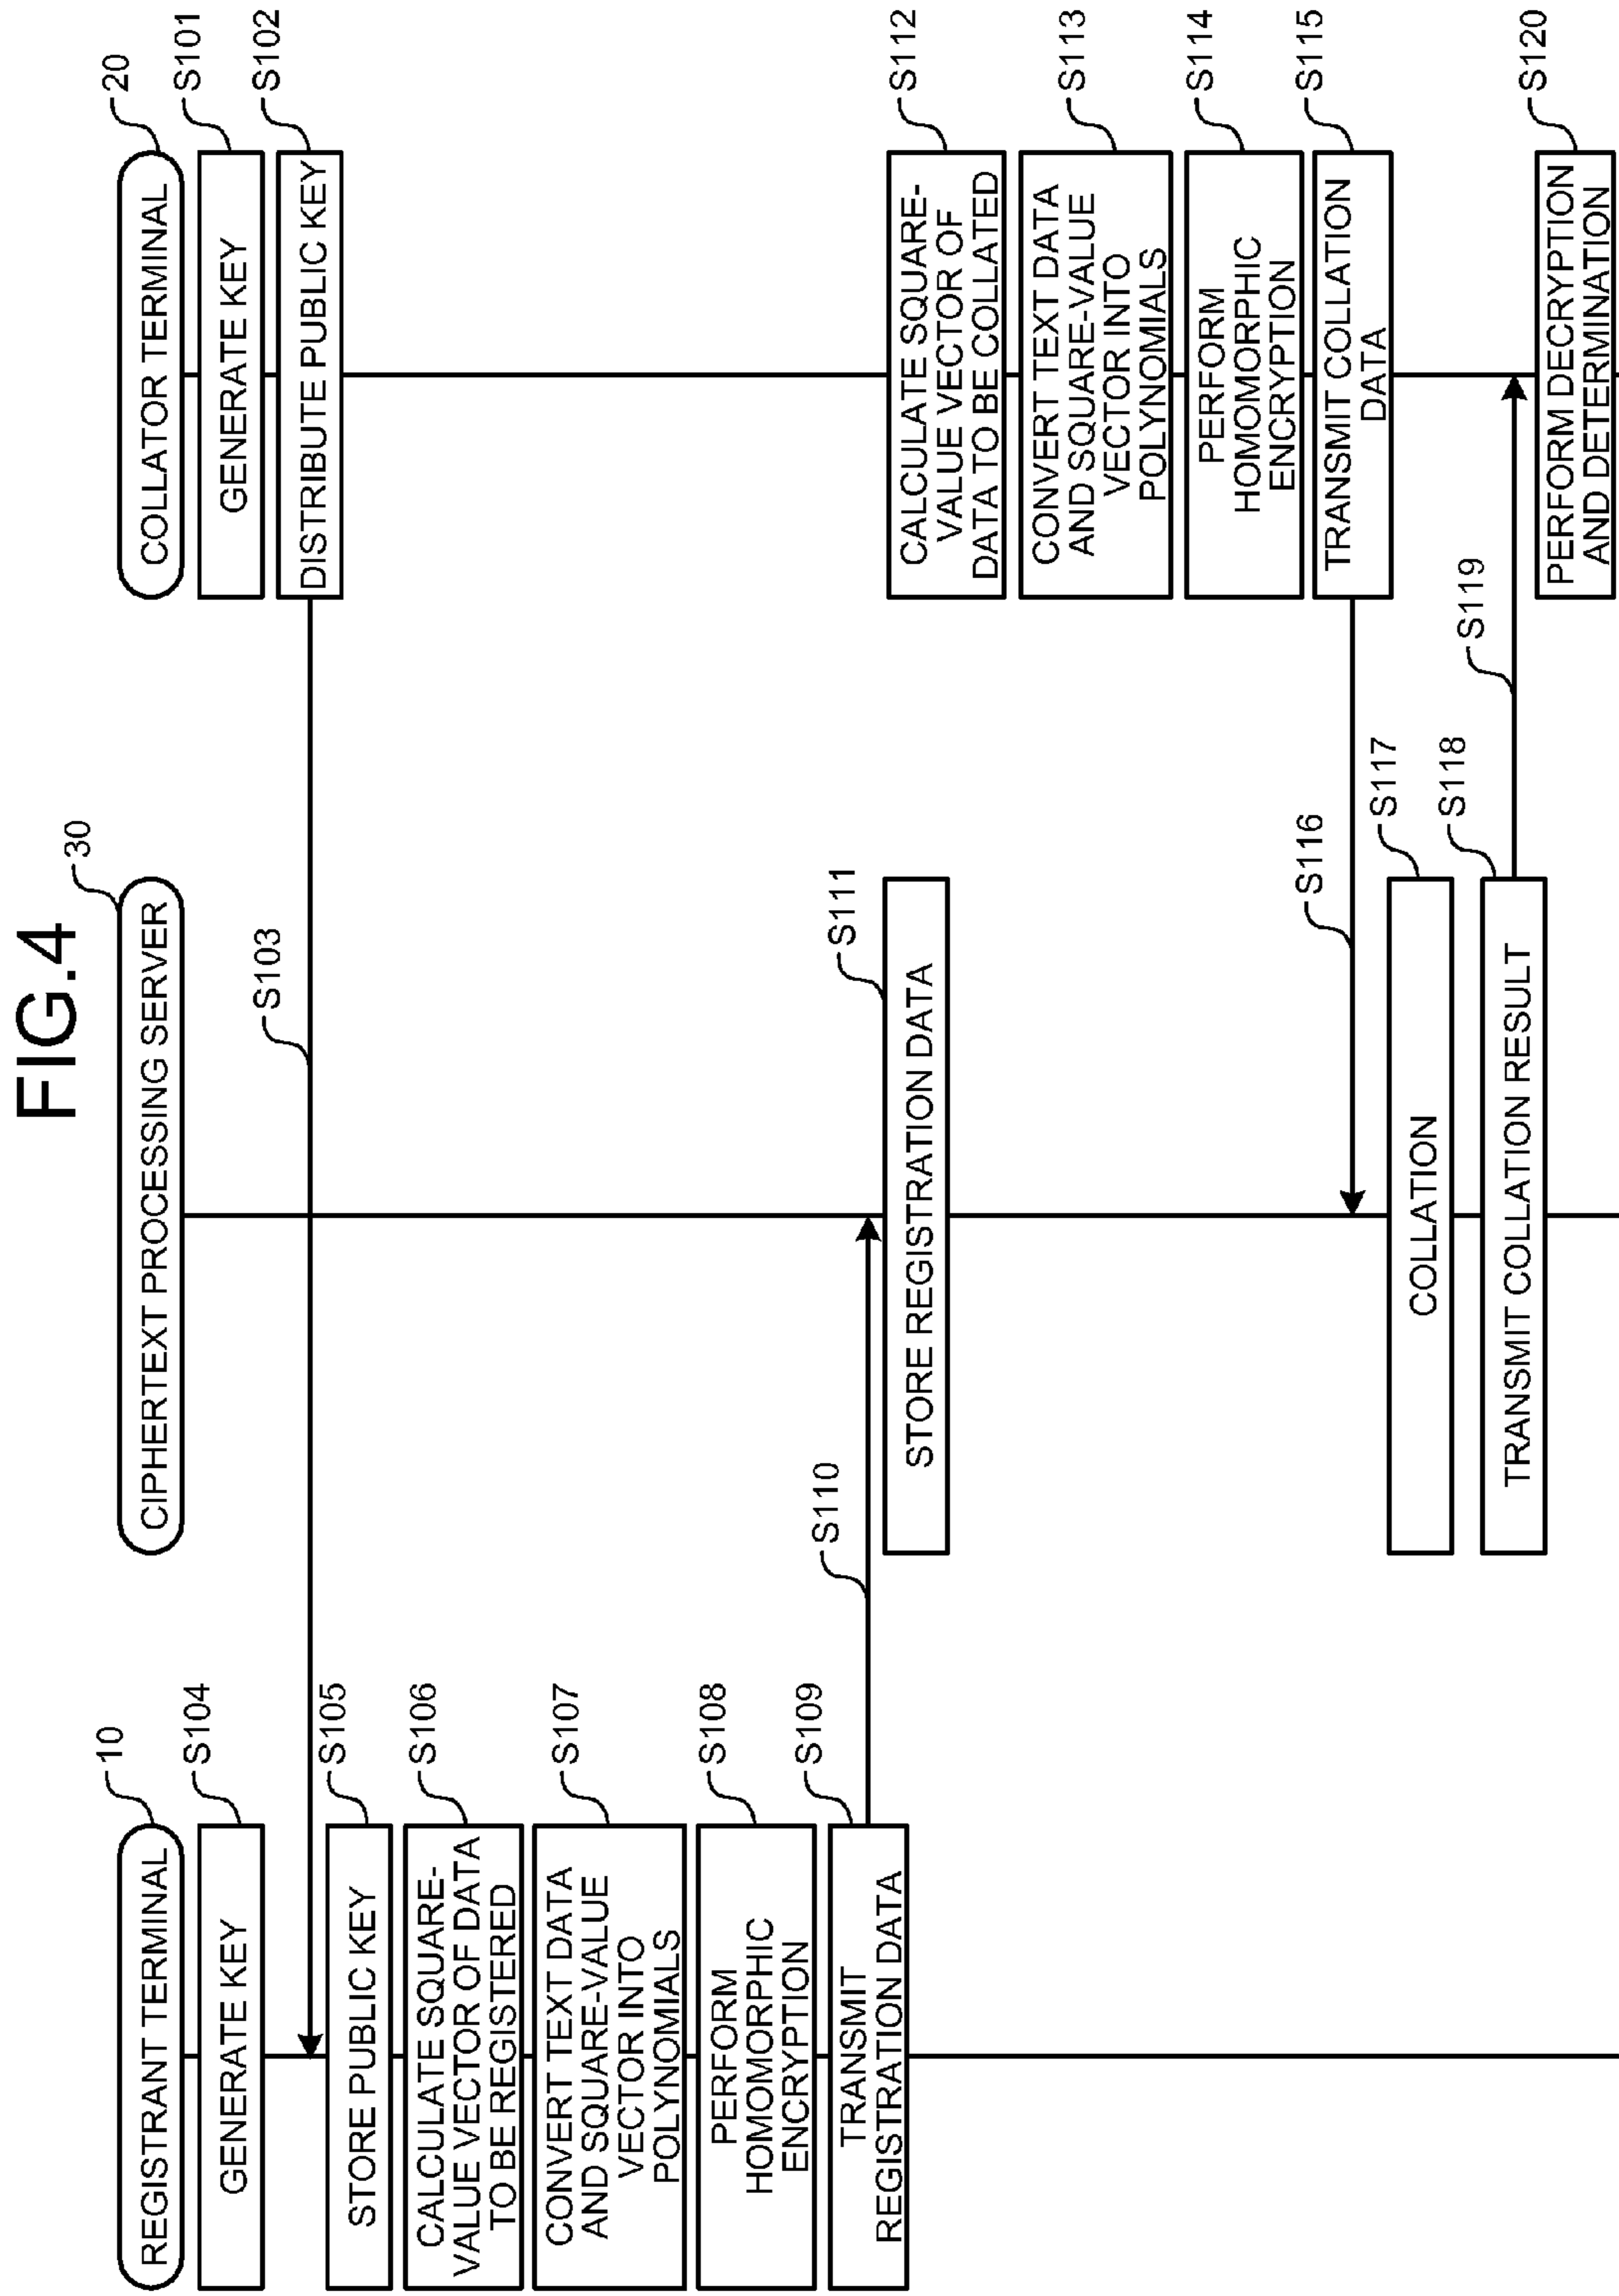 FIG.4
REGISTRANT TERMINAL
10
GENERATE KEY
S104
STORE PUBLIC KEY
S105
CALCULATE SQUARE-
VALUE VECTOR OF DATA
TO BE REGISTERED
S106
CONVERT TEXT DATA
AND SQUARE-VALUE
VECTOR INTO
POLYNOMIALS
S107
PERFORM
HOMOMORPHIC
ENCRYPTION
S108
TRANSMIT
REGISTRATION DATA
S109
S110
CIPHERTEXT PROCESSING SERVER
30
S103
STORE REGISTRATION DATA
S111
S116
COLLATION
S117
TRANSMIT COLLATION RESULT
S118
S119
COLLATOR TERMINAL
20
GENERATE KEY
S101
DISTRIBUTE PUBLIC KEY
S102
CALCULATE SQUARE-
VALUE VECTOR OF
DATA TO BE COLLATED
S112
CONVERT TEXT DATA
AND SQUARE-VALUE
VECTOR INTO
POLYNOMIALS
S113
PERFORM
HOMOMORPHIC
ENCRYPTION
S114
TRANSMIT COLLATION
DATA
S115
PERFORM DECRYPTION
AND DETERMINATION
S120